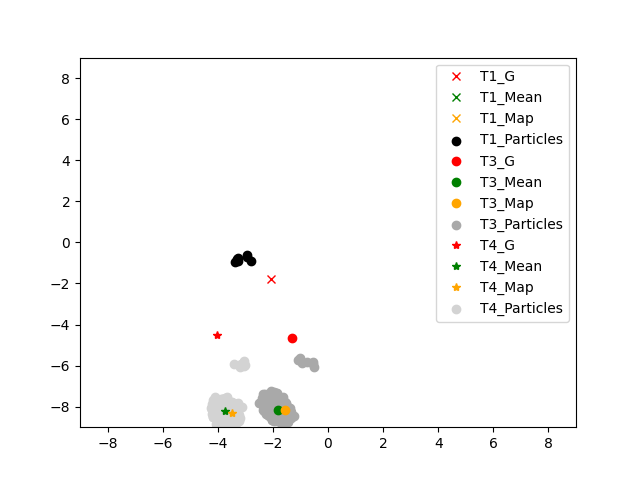 8
6
4
2
0
−2
−4
−6
−8
−8 −6 −4 −2 0 2 4 6 8
T1_G
T1_Mean
T1_Map
T1_Particles
T3_G
T3_Mean
T3_Map
T3_Particles
T4_G
T4_Mean
T4_Map
T4_Particles